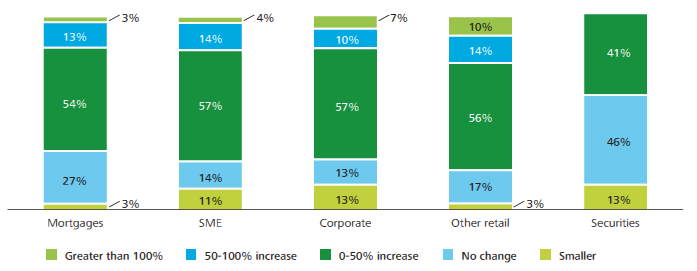 3% 4% 7%
13% 14% 10% 10%
14%
54% 57% 57% 56% 41%
27% 14% 13% 17% 46%
3% 11% 13% 3% 13%
Mortgages SME Corporate Other retail Securities
Greater than 100% 50-100% increase 0-50% increase No change Smaller